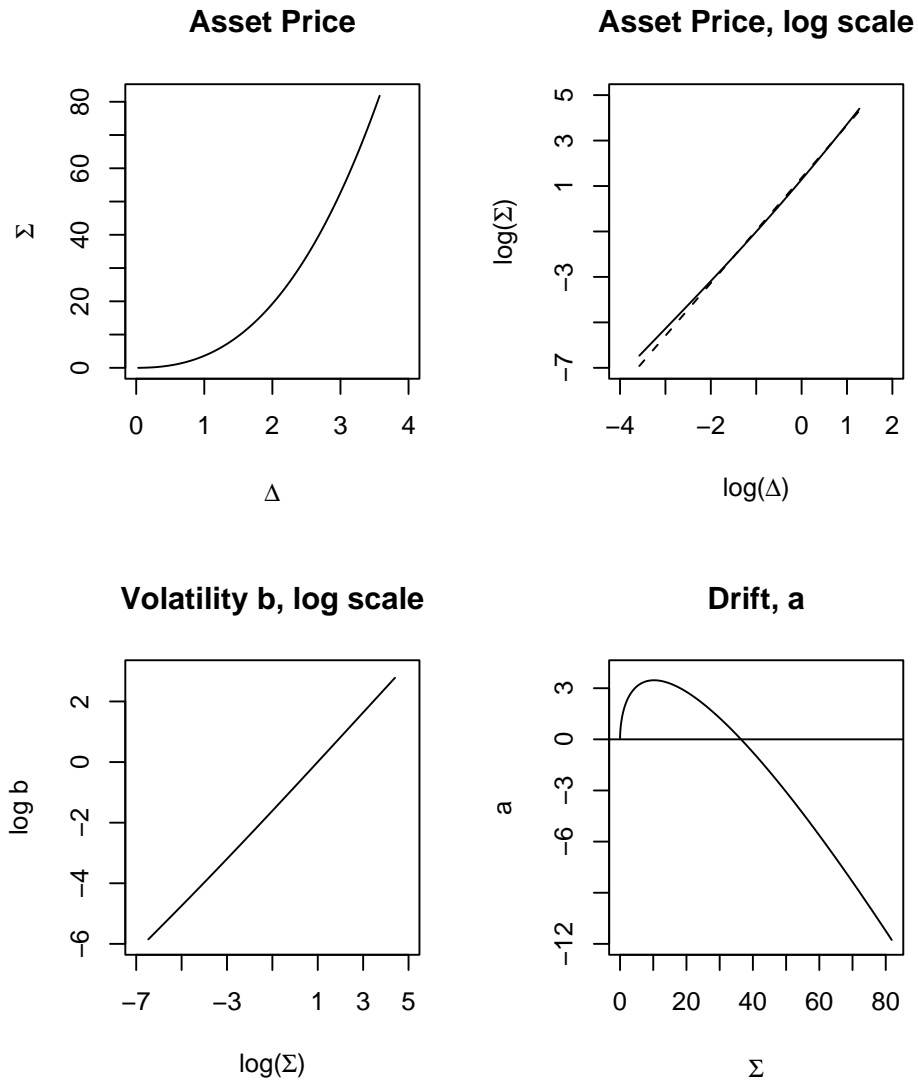 Asset Price
Σ
80
60
40
20
0
0 1 2 3 4
Δ
Asset Price, log scale
log(Σ)
5
3
1
−3
−7
−4 −2 0 1 2
log(Δ)
Volatility b, log scale
log b
2
0
−2
−4
−6
−7 −3 1 3 5
log(Σ)
Drift, a
a
3
0
−3
−6
−12
0 20 40 60 80
Σ